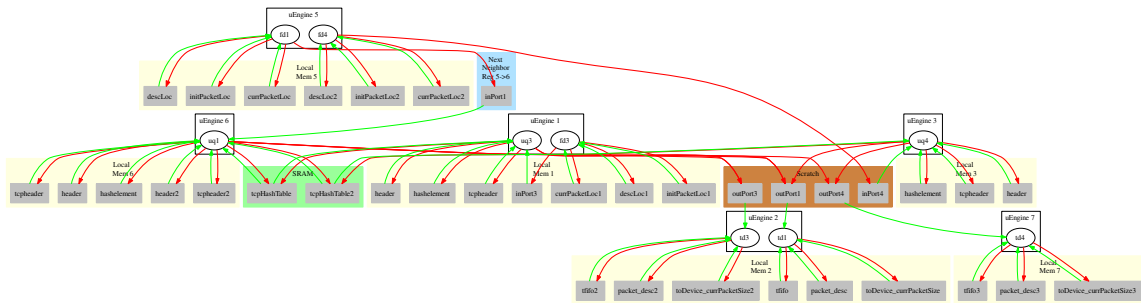 uEngine 5
fd1
fd4
Local
Mem 5
Next
Neighbor
Reg 5->6
descLoc
initPacketLoc
currPacketLoc
descLoc2
initPacketLoc2
currPacketLoc2
inPort1
uEngine 6
uq1
uEngine 1
uq3
fd3
uEngine 3
uq4
Local
Mem 6
SRAM
Local
Mem 1
Scratch
Local
Mem 3
tcpheader
header
hashelement
header2
tcpheader2
tcpHashTable
tcpHashTable2
header
hashelement
tcpheader
inPort3
currPacketLoc1
descLoc1
initPacketLoc1
outPort3
outPort1
outPort4
inPort4
hashelement
tcpheader
header
uEngine 2
td3
td1
uEngine 7
td4
Local
Mem 2
Local
Mem 7
tfifo2
packet_desc2
toDevice_currPacketSize2
tfifo
packet_desc
toDevice_currPacketSize
tfifo3
packet_desc3
toDevice_currPacketSize3